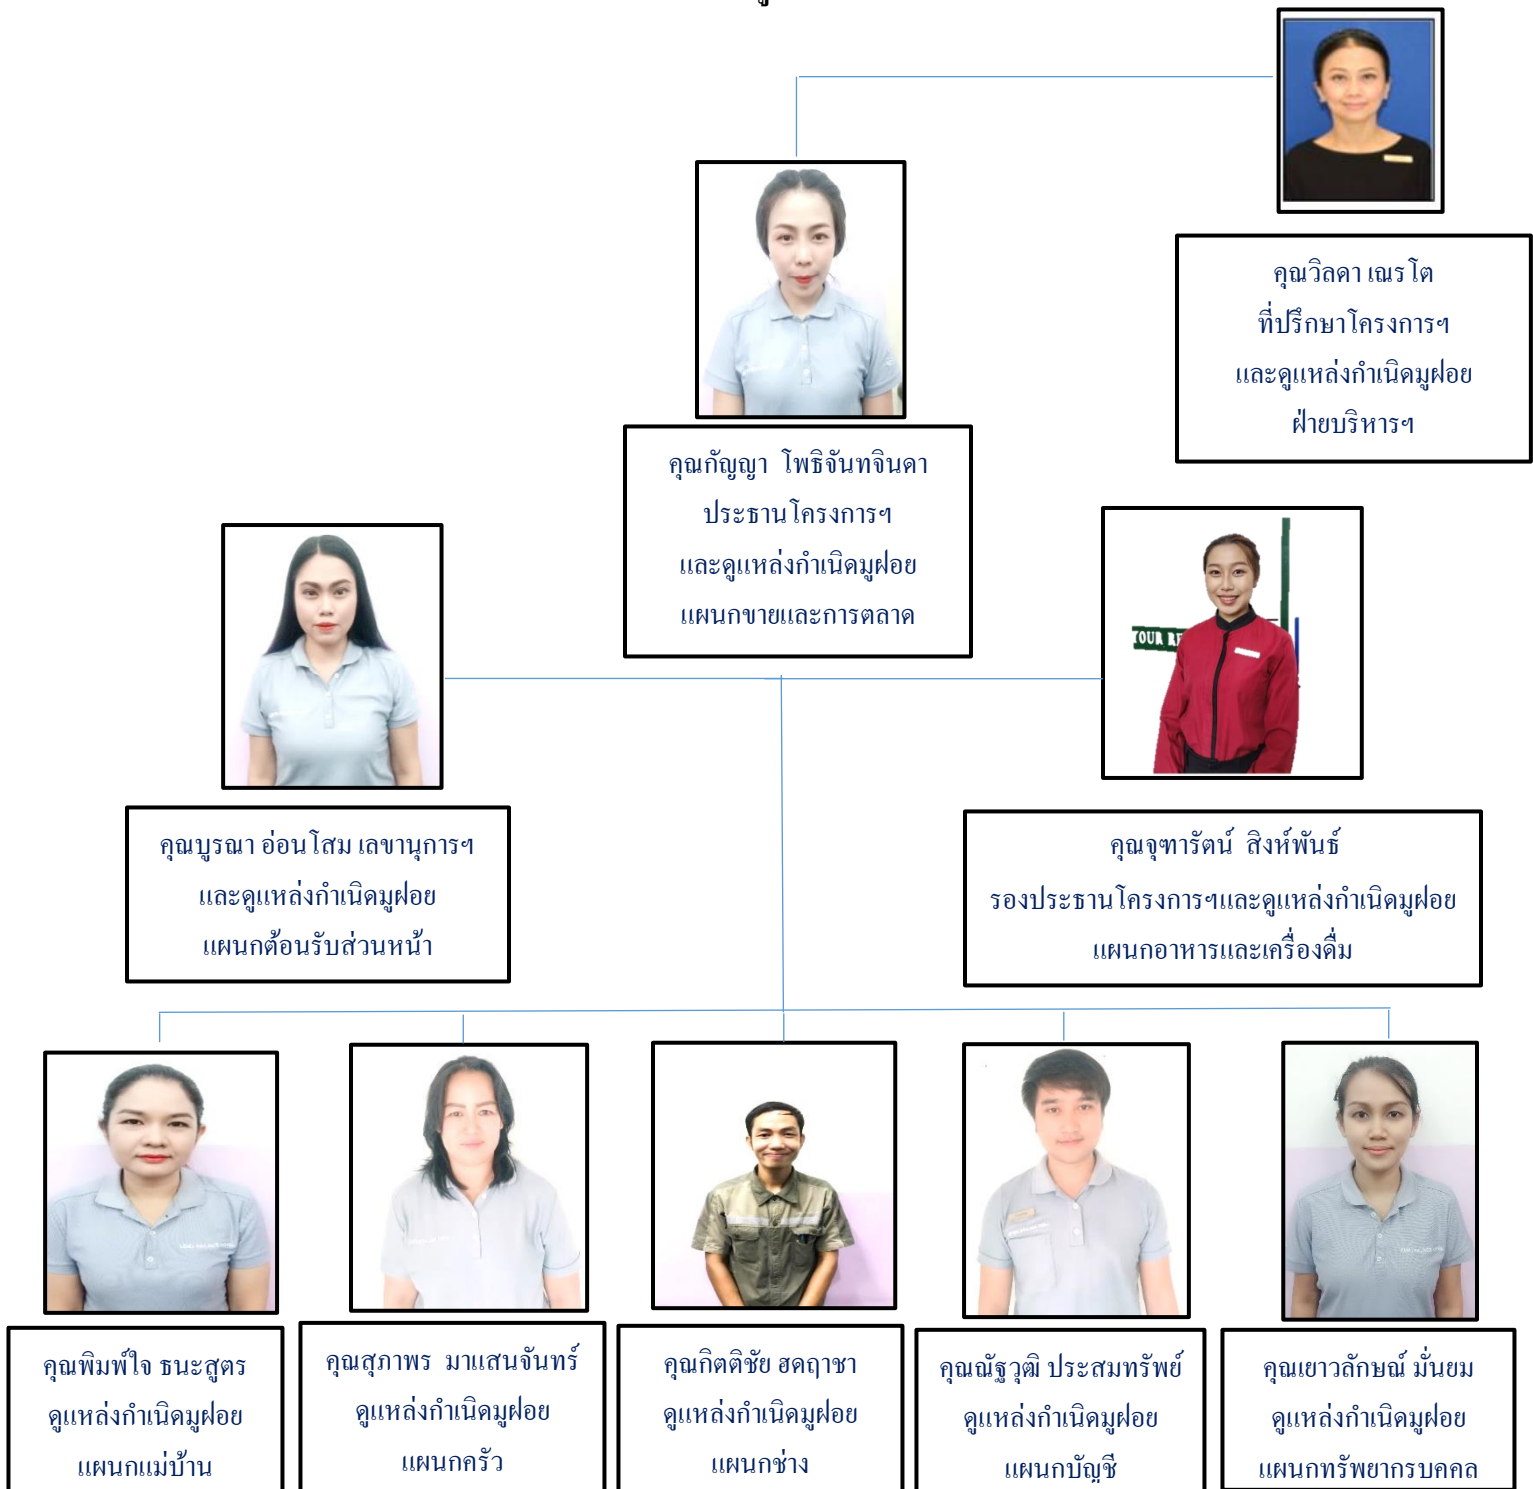 คุณวิลดา เณรโต
ที่ปรึกษาโครงการฯ
และดูแหล่งกำเนิดมูฝอย
ฝ่ายบริหารฯ
คุณกัญญา โพธิจันทจินดา
ประธานโครงการฯ
และดูแหล่งกำเนิดมูฝอย
แผนกขายและการตลาด
TOUR RE
คุณบูรณา อ่อนโสม เลขานุการฯ
และดูแหล่งกำเนิดมูฝอย
แผนกต้อนรับส่วนหน้า
คุณจุฑารัตน์ สิงห์พันธ์
รองประธานโครงการฯและดูแหล่งกำเนิดมูฝอย
แผนกอาหารและเครื่องดื่ม
คุณพิมพ์ใจ ธนะสูตร
ดูแหล่งกำเนิดมูฝอย
แผนกแม่บ้าน
คุณสุภาพร มาแสนจันทร์
ดูแหล่งกำเนิดมูฝอย
แผนกครัว
คุณกิตติชัย ฮดฤาชา
ดูแหล่งกำเนิดมูฝอย
แผนกช่าง
คุณณัฐวุฒิ ประสมทรัพย์
ดูแหล่งกำเนิดมูฝอย
แผนกบัญชี
คุณเยาวลักษณ์ มั่นยม
ดูแหล่งกำเนิดมูฝอย
แผนกทรัพยากรบคคล